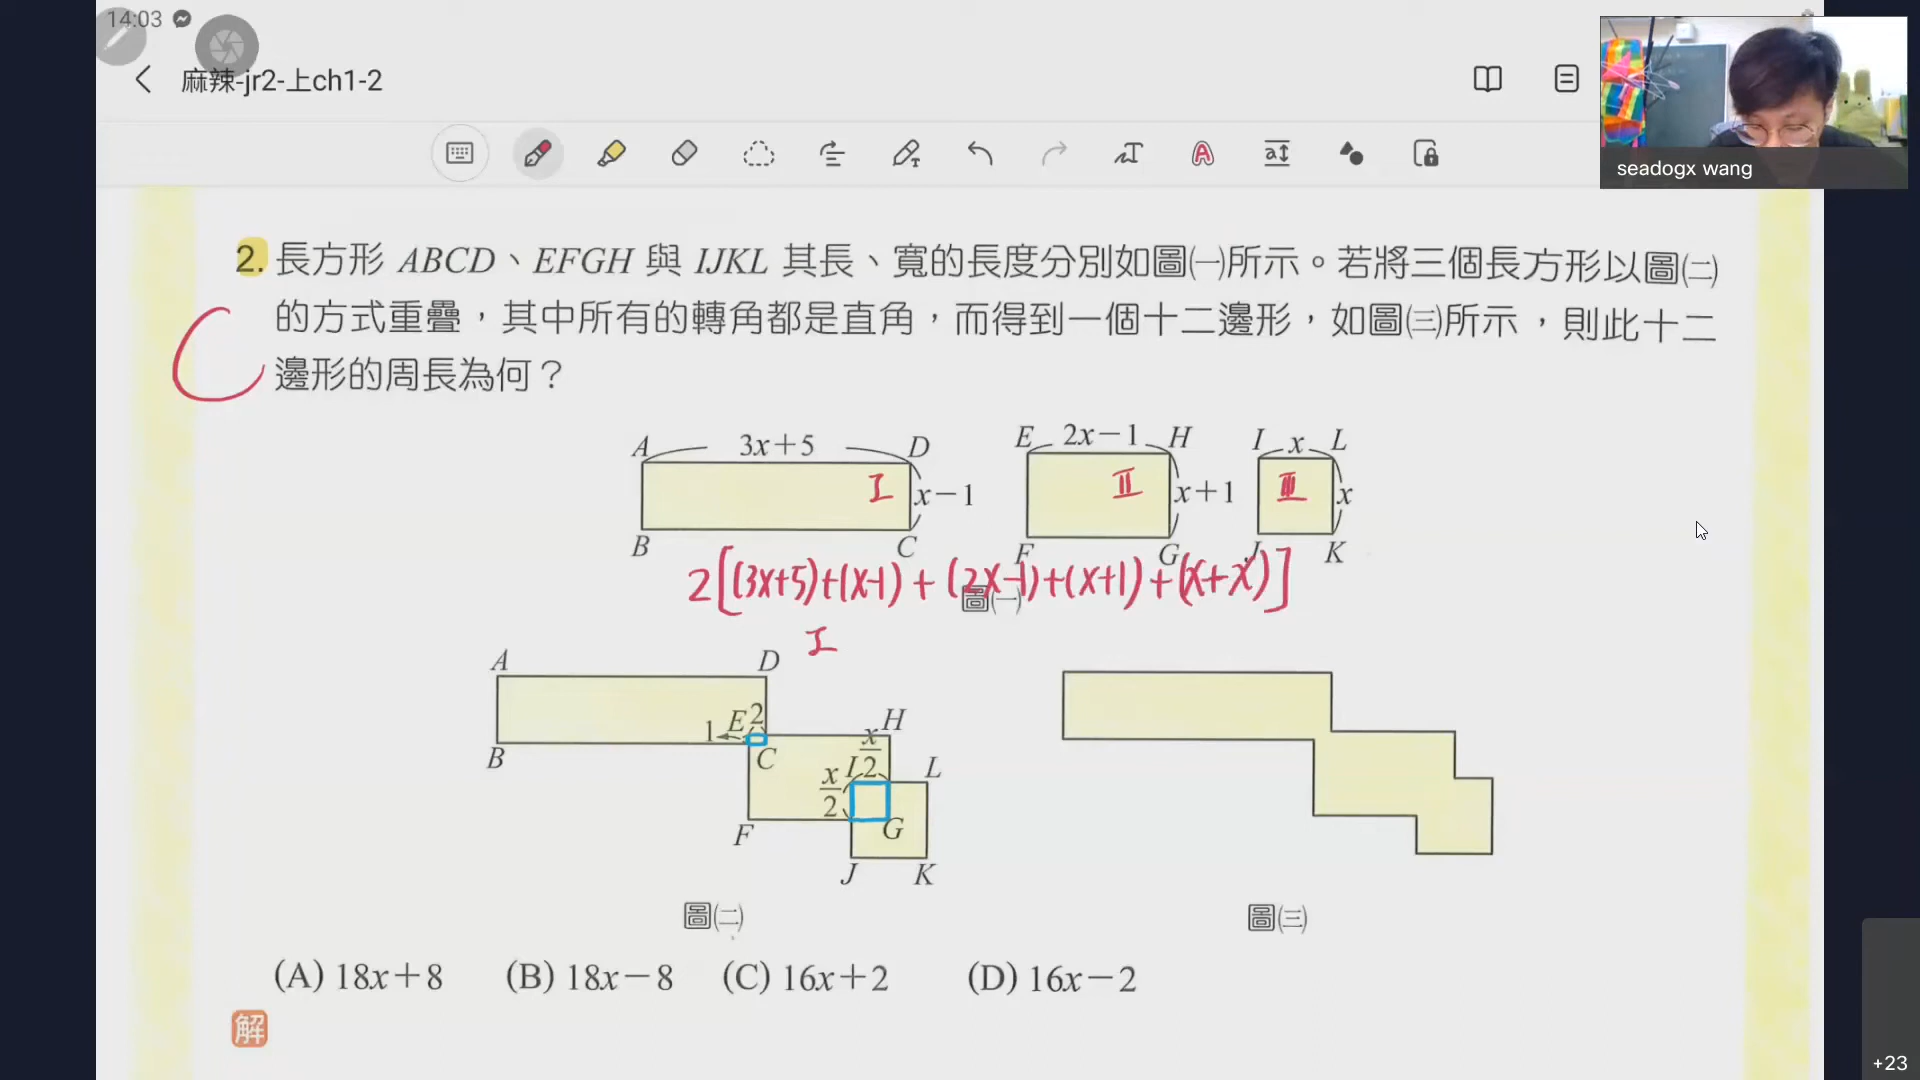 14:03
麻辣-jr2-上ch1-2
seadogx wang
2. 長方形 ABCD、EFGH 與 IJKL 其長、寬的長度分別如圖㈠所示。若將三個長方形以圖㈡
的方式重疊，其中所有的轉角都是直角，而得到一個十二邊形，如圖㈢所示，則此十二
邊形的周長為何？
C
A 3x+5 D
I
x−1
B C
E 2x−1 H
II
x+1
F G
I x L
III
x
J K
2[(3x+5)+(x-1)+(2x-1)+(x+1)+(x+x)]
圖㈠
I
A D
E 2
1
B C
H
x/2
I
x/2
L
F G
J K
圖㈡
圖㈢
(A) 18x+8 (B) 18x−8 (C) 16x+2 (D) 16x−2
解
+23